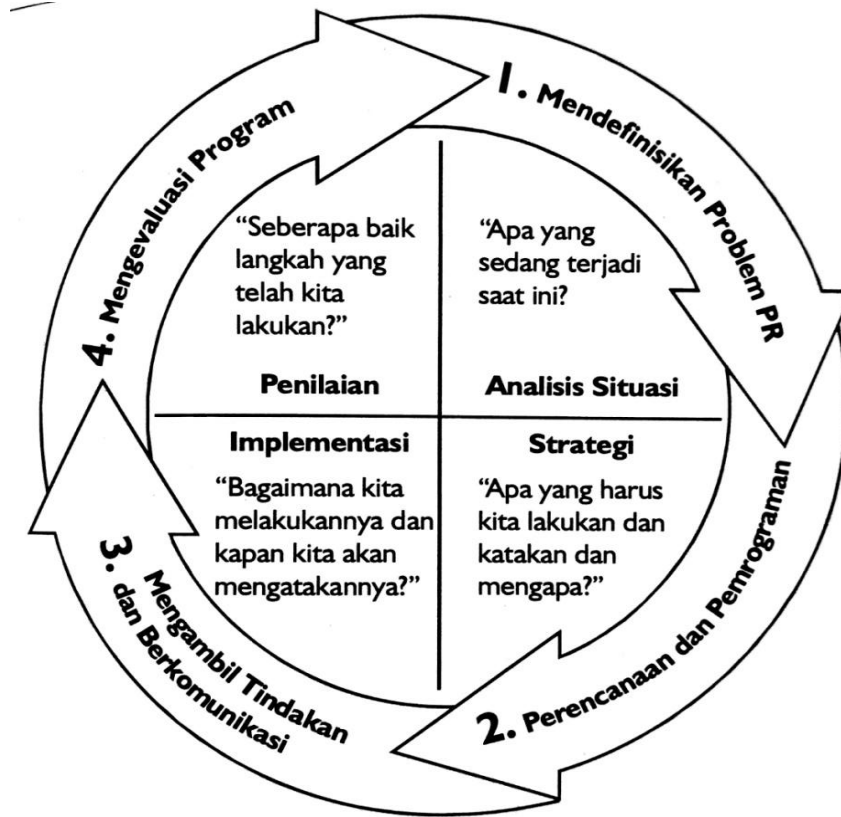 1. Mendefinisikan Problem PR
“Apa yang
sedang terjadi
saat ini?
Analisis Situasi
2. Perencanaan dan Pemrograman
Strategi
“Apa yang harus
kita lakukan dan
katakan dan
mengapa?”
3. Mengambil Tindakan
dan Berkomunikasi
Implementasi
“Bagaimana kita
melakukannya dan
kapan kita akan
mengatakannya?”
4. Mengevaluasi Program
“Seberapa baik
langkah yang
telah kita
lakukan?”
Penilaian